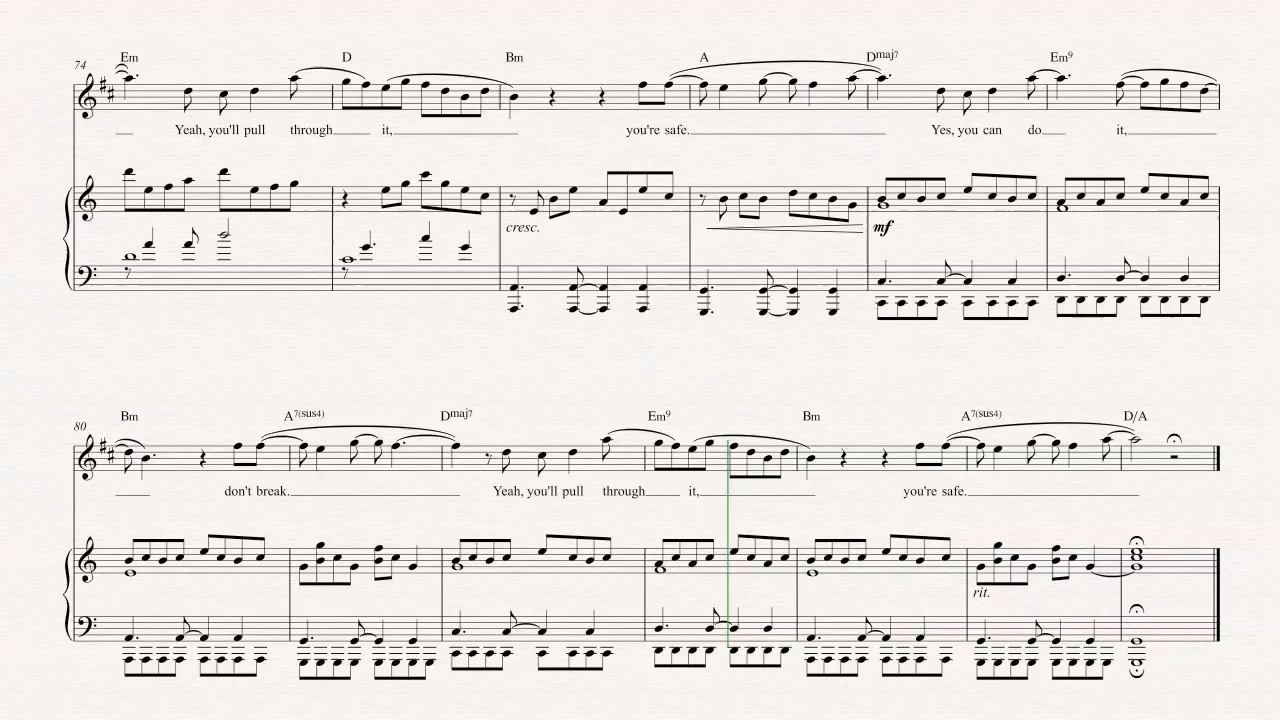 74
Em D Bm A Dmaj7 Em9
Yeah, you'll pull through it, you're safe. Yes, you can do it,
cresc. mf
80
Bm A7(sus4) Dmaj7 Em9 Bm A7(sus4) D/A
don't break. Yeah, you'll pull through it, you're safe.
rit.